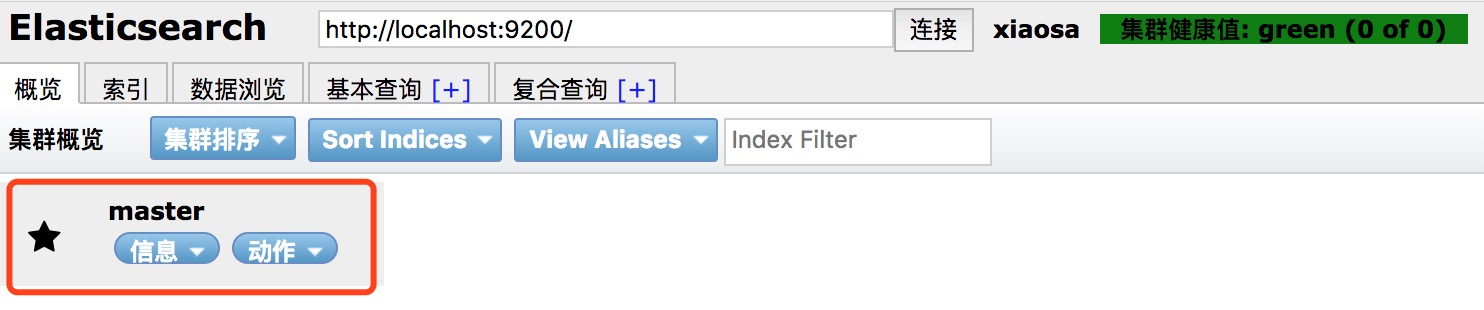 Elasticsearch http://localhost:9200/ 连接 xiaosa 集群健康值: green (0 of 0)
概览 索引 数据浏览 基本查询 [+] 复合查询 [+]
集群概览 集群排序 Sort Indices View Aliases Index Filter
master
信息 动作